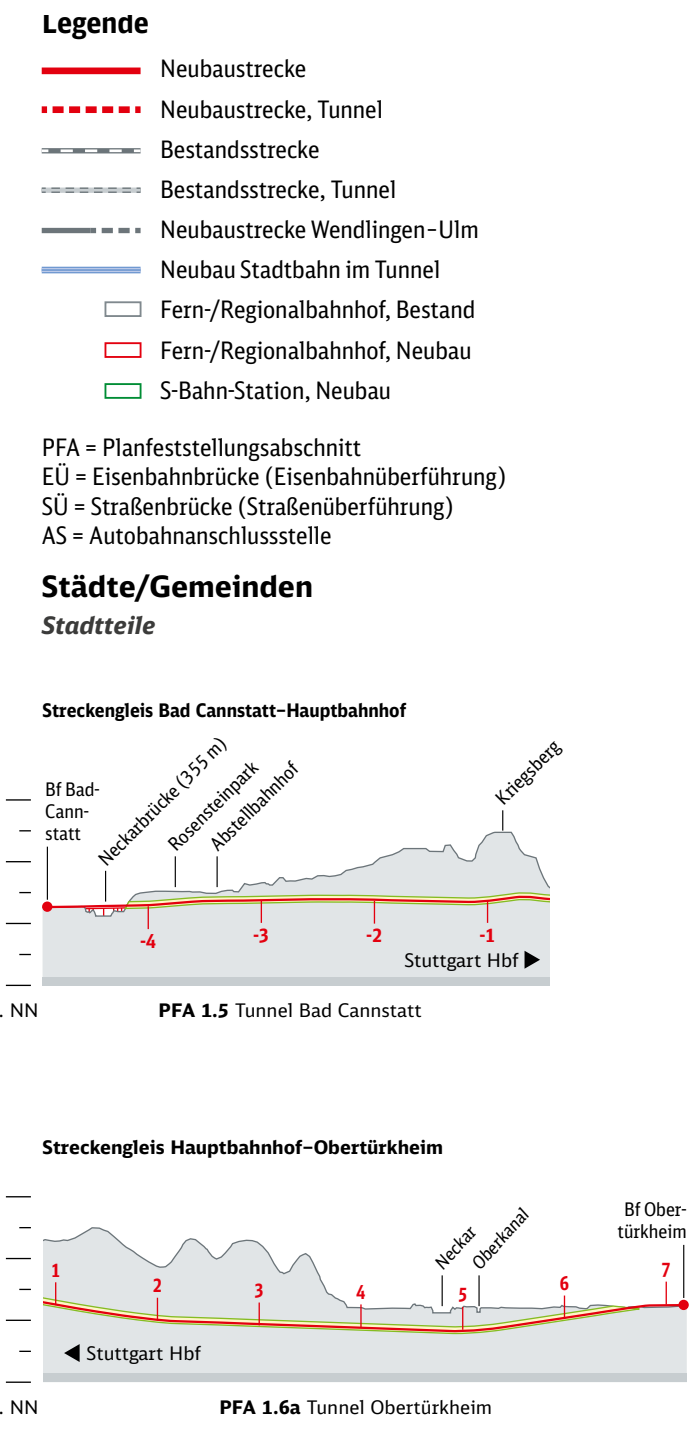 Legende
Neubaustrecke
Neubaustrecke, Tunnel
Bestandsstrecke
Bestandsstrecke, Tunnel
Neubaustrecke Wendlingen–Ulm
Neubau Stadtbahn im Tunnel
Fern-/Regionalbahnhof, Bestand
Fern-/Regionalbahnhof, Neubau
S-Bahn-Station, Neubau
PFA = Planfeststellungsabschnitt
EÜ = Eisenbahnbrücke (Eisenbahnüberführung)
SÜ = Straßenbrücke (Straßenüberführung)
AS = Autobahnanschlussstelle
Städte/Gemeinden
Stadtteile
Streckengleis Bad Cannstatt–Hauptbahnhof
Bf Bad-
Cann-
statt
Neckarbrücke (355 m)
Rosensteinpark
Abstellbahnhof
Kriegsberg
-4
-3
-2
-1
Stuttgart Hbf ▶
. NN
PFA 1.5 Tunnel Bad Cannstatt
Streckengleis Hauptbahnhof–Obertürkheim
Neckar
Oberkanal
Bf Ober-
türkheim
1
2
3
4
5
6
7
◀ Stuttgart Hbf
. NN
PFA 1.6a Tunnel Obertürkheim